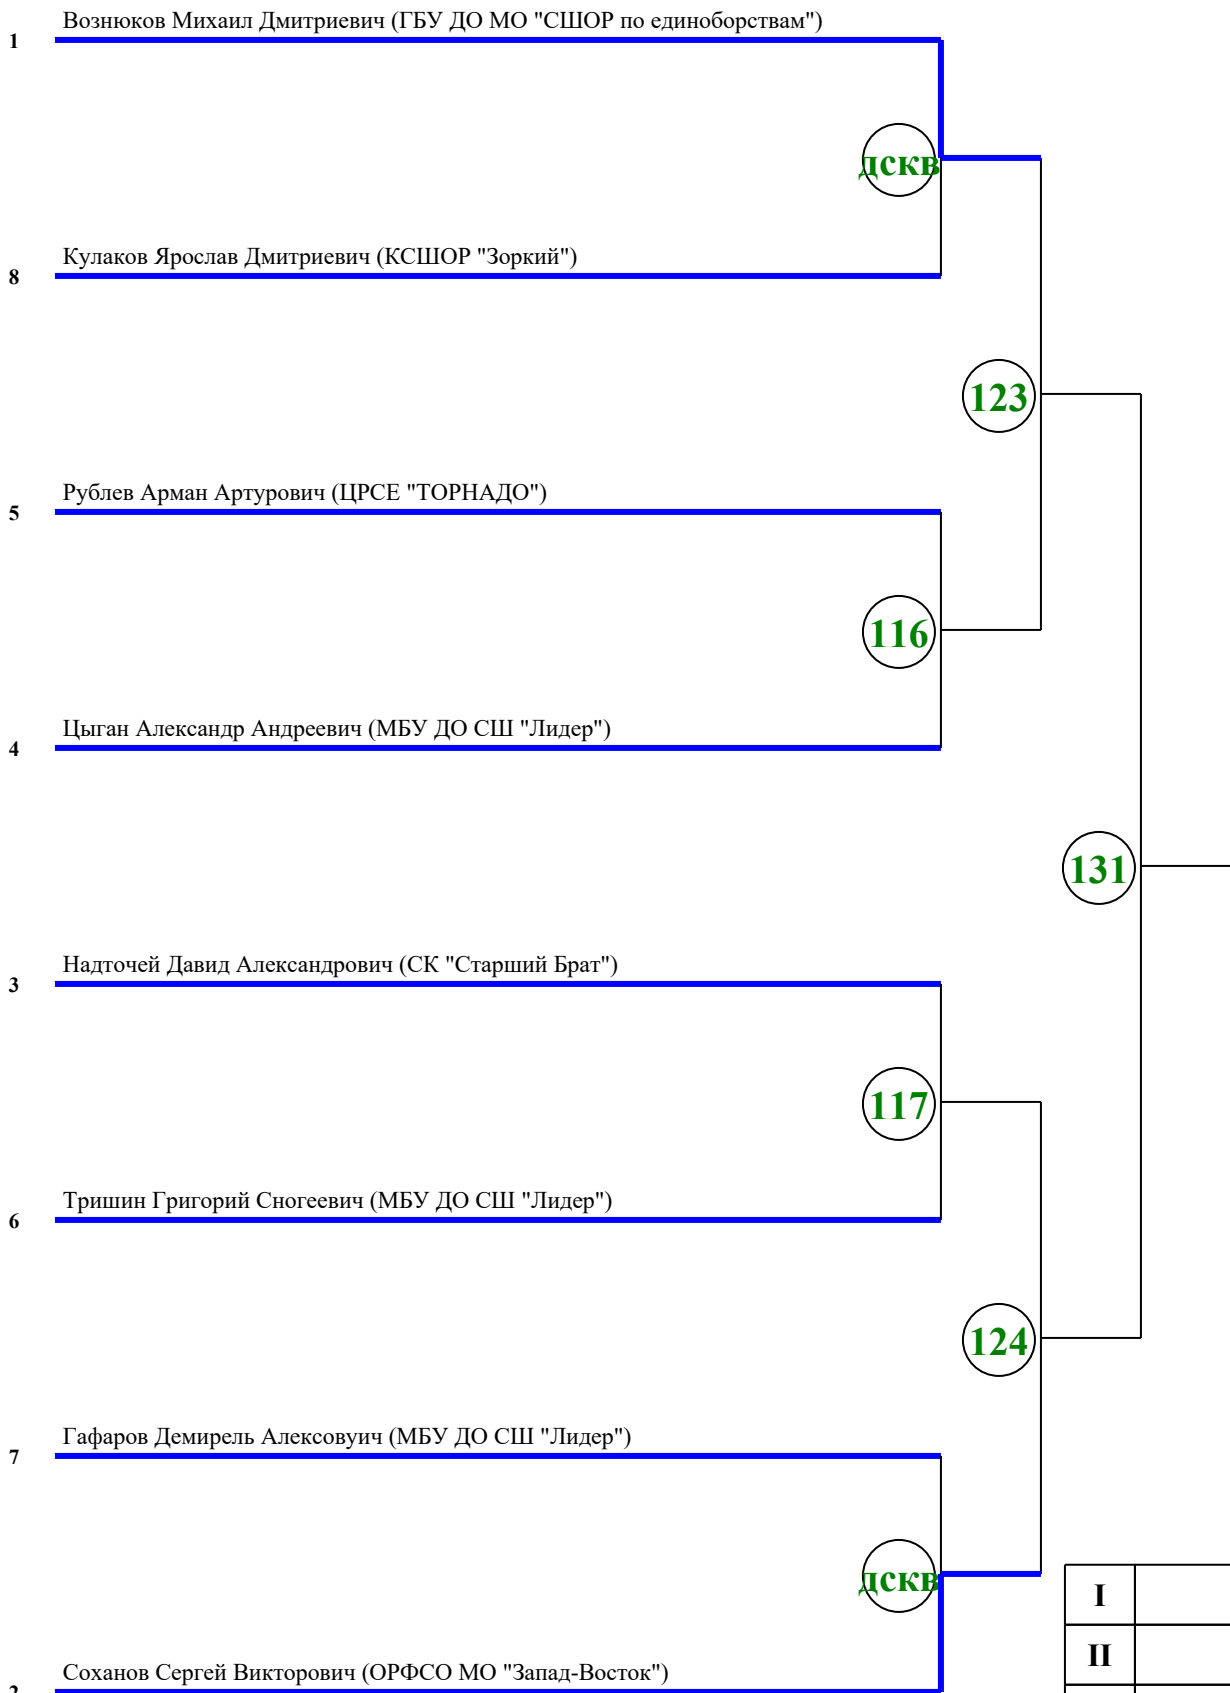 Вознюков Михаил Дмитриевич (ГБУ ДО МО "СШОР по единоборствам")
1
дскв
Кулаков Ярослав Дмитриевич (КСШОР "Зоркий")
8
123
Рублев Арман Артурович (ЦРСЕ "ТОРНАДО")
5
116
Цыган Александр Андреевич (МБУ ДО СШ "Лидер")
4
131
Надточей Давид Александрович (СК "Старший Брат")
3
117
Тришин Григорий Сногеевич (МБУ ДО СШ "Лидер")
6
124
Гафаров Демирель Алексовуич (МБУ ДО СШ "Лидер")
7
дскв
I
II
Соханов Сергей Викторович (ОРФСО МО "Запад-Восток")
2